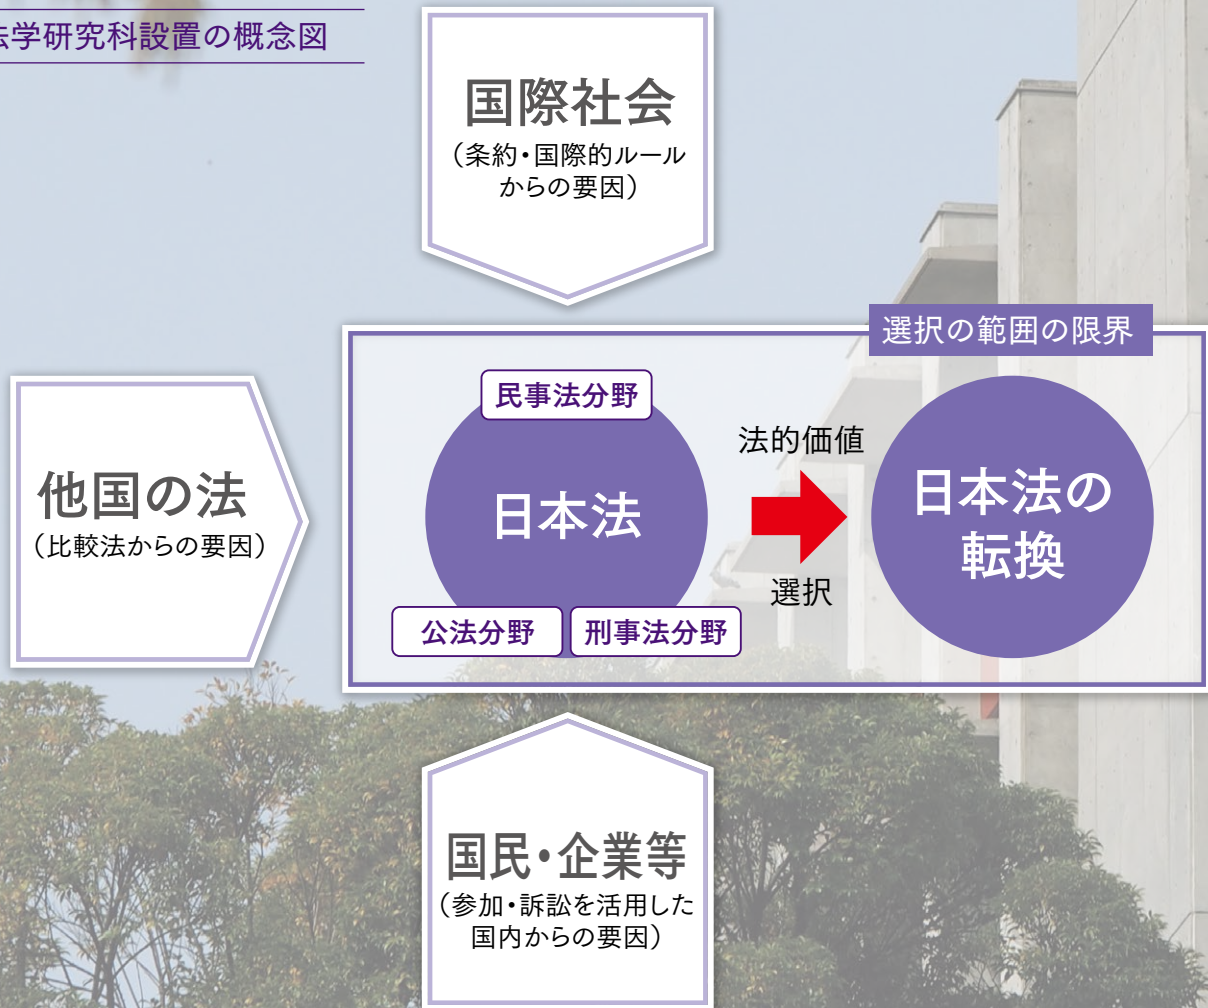 法学研究科設置の概念図
国際社会
（条約・国際的ルール
からの要因）
選択の範囲の限界
他国の法
（比較法からの要因）
民事法分野
日本法
公法分野
刑事法分野
法的価値
選択
日本法の
転換
国民・企業等
（参加・訴訟を活用した
国内からの要因）